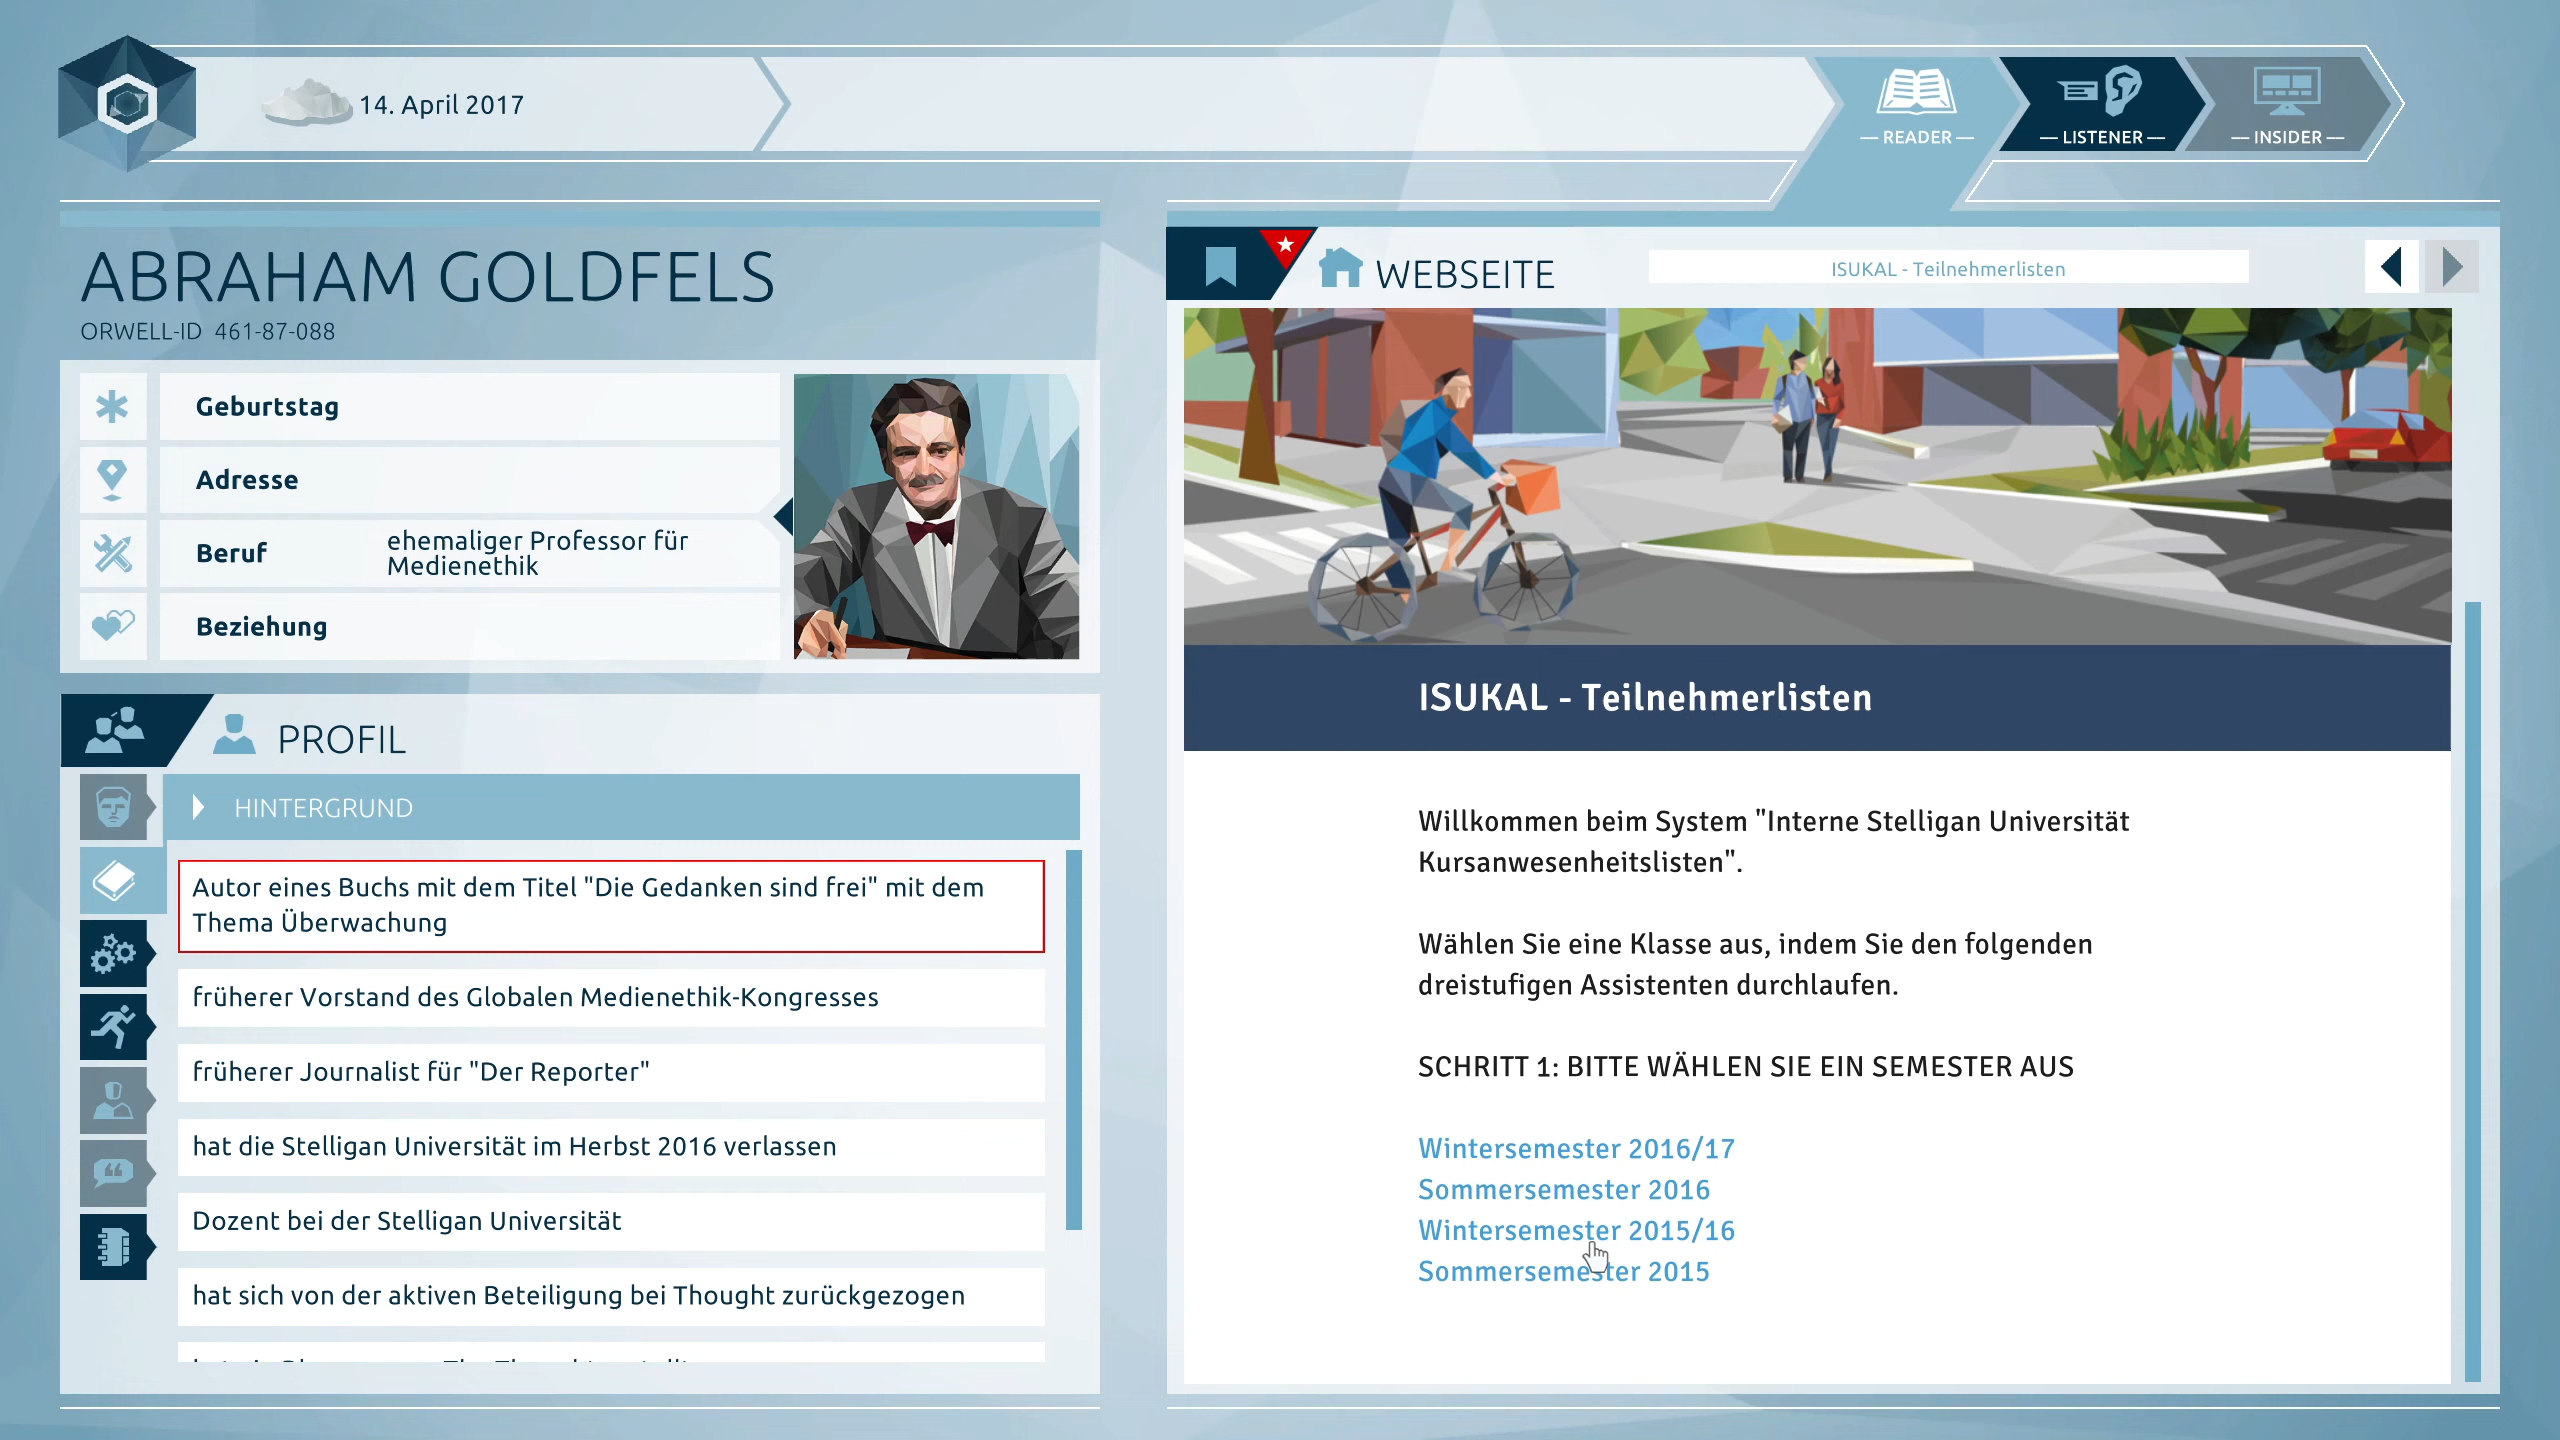 14. April 2017
READER
LISTENER
INSIDER
ABRAHAM GOLDFELS
ORWELL-ID 461-87-088
Geburtstag
Adresse
Beruf
ehemaliger Professor für
Medienethik
Beziehung
PROFIL
HINTERGRUND
Autor eines Buchs mit dem Titel "Die Gedanken sind frei" mit dem
Thema Überwachung
früherer Vorstand des Globalen Medienethik-Kongresses
früherer Journalist für "Der Reporter"
hat die Stelligan Universität im Herbst 2016 verlassen
Dozent bei der Stelligan Universität
hat sich von der aktiven Beteiligung bei Thought zurückgezogen
WEBSEITE
ISUKAL - Teilnehmerlisten
ISUKAL - Teilnehmerlisten
Willkommen beim System "Interne Stelligan Universität
Kursanwesenheitslisten".
Wählen Sie eine Klasse aus, indem Sie den folgenden
dreistufigen Assistenten durchlaufen.
SCHRITT 1: BITTE WÄHLEN SIE EIN SEMESTER AUS
Wintersemester 2016/17
Sommersemester 2016
Wintersemester 2015/16
Sommersemester 2015